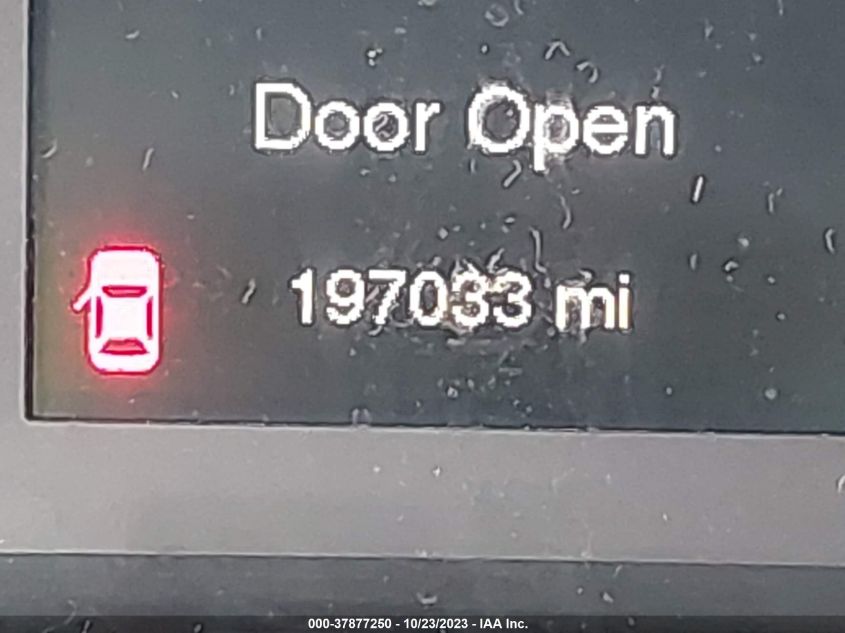 Door Open
197033 mi
000-37877250 - 10/23/2023 - IAA Inc.